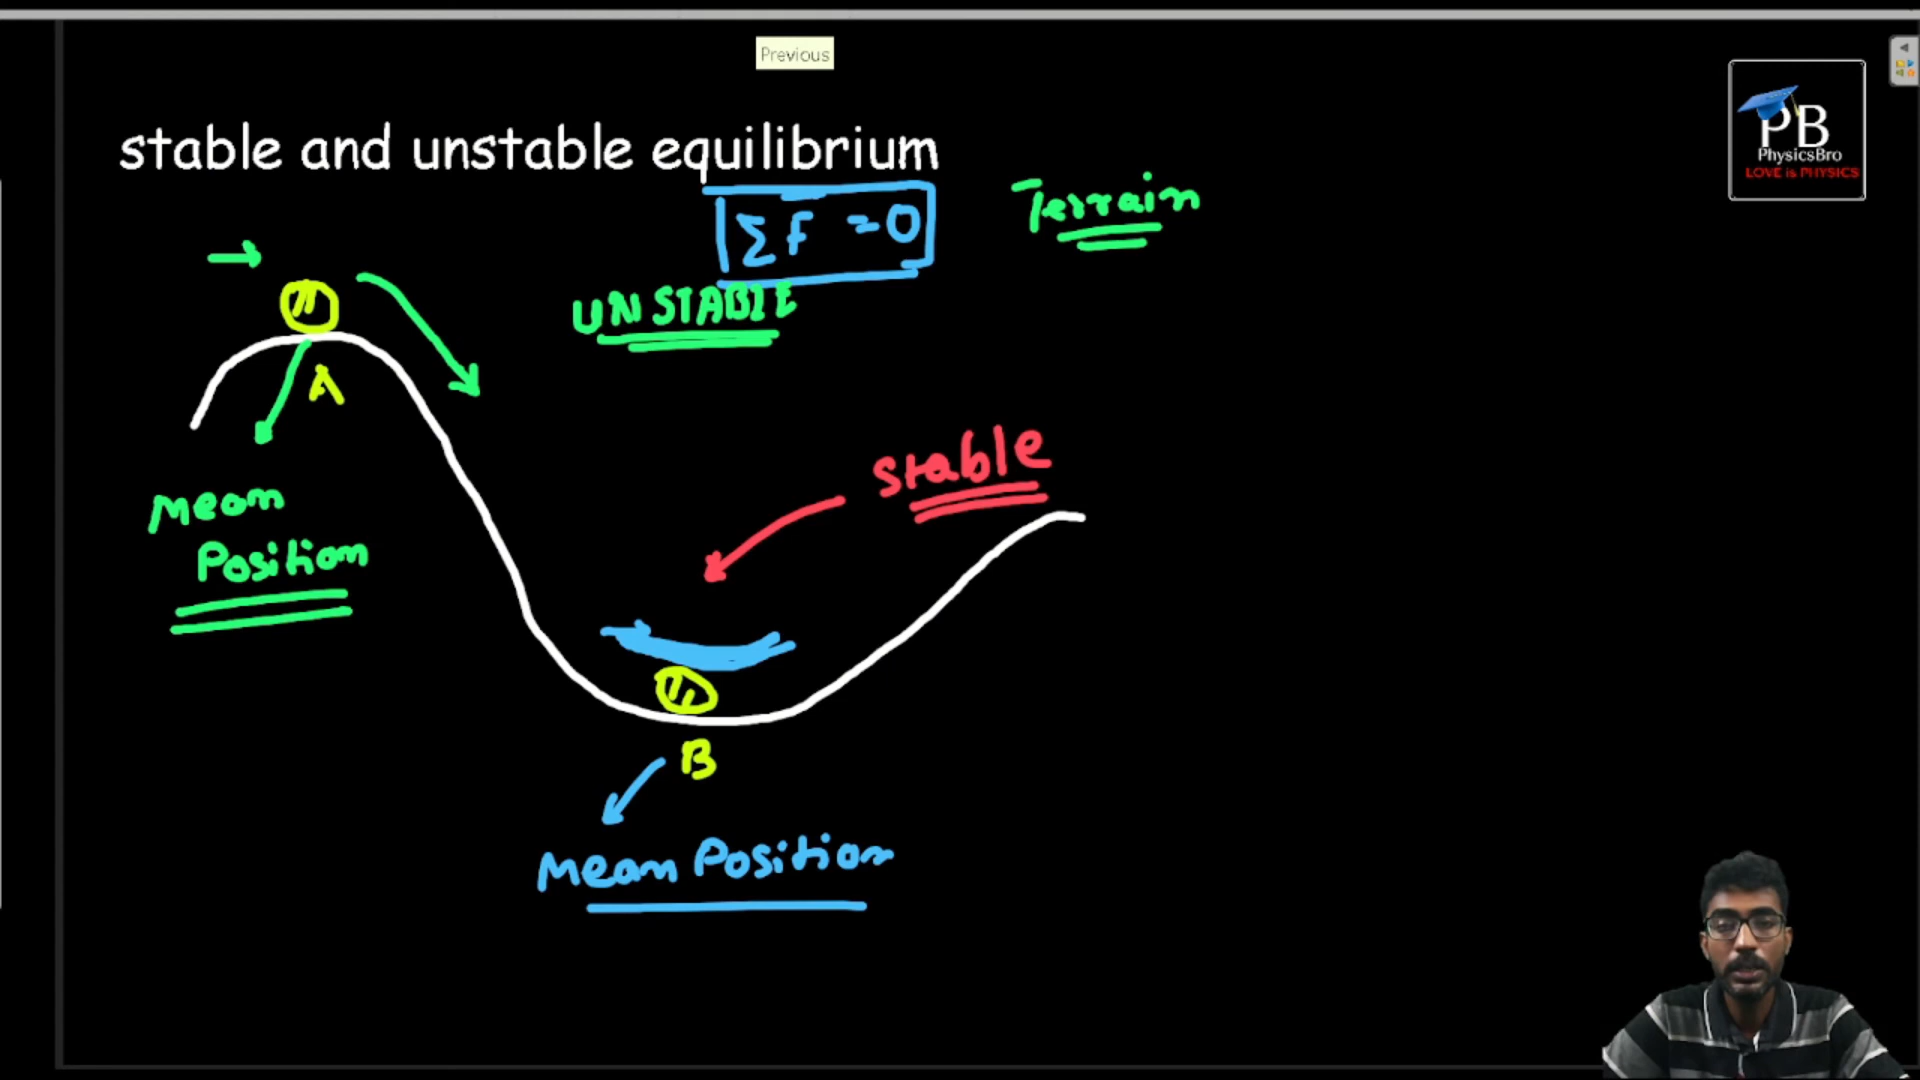 Previous
PB
PhysicsBro
LOVE is PHYSICS
stable and unstable equilibrium
ΣF = 0
Terrain
UNSTABLE
A
Stable
Mean
Position
B
Mean Position